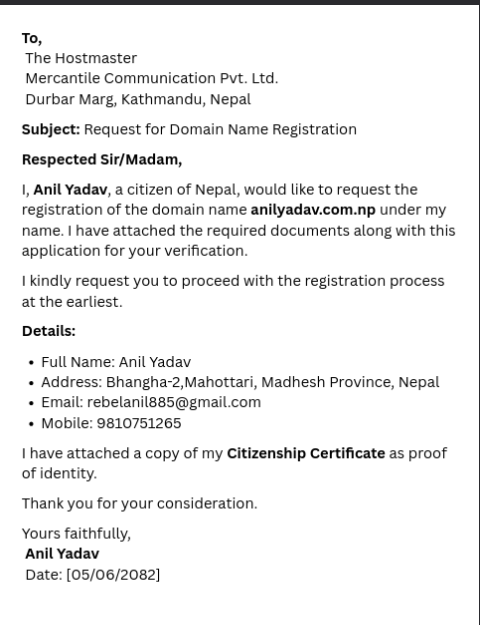 To,
The Hostmaster
Mercantile Communication Pvt. Ltd.
Durbar Marg, Kathmandu, Nepal
Subject: Request for Domain Name Registration
Respected Sir/Madam,
I, Anil Yadav, a citizen of Nepal, would like to request the
registration of the domain name anilyadav.com.np under my
name. I have attached the required documents along with this
application for your verification.
I kindly request you to proceed with the registration process
at the earliest.
Details:
• Full Name: Anil Yadav
• Address: Bhangha-2,Mahottari, Madhesh Province, Nepal
• Email: rebelanil885@gmail.com
• Mobile: 9810751265
I have attached a copy of my Citizenship Certificate as proof
of identity.
Thank you for your consideration.
Yours faithfully,
Anil Yadav
Date: [05/06/2082]